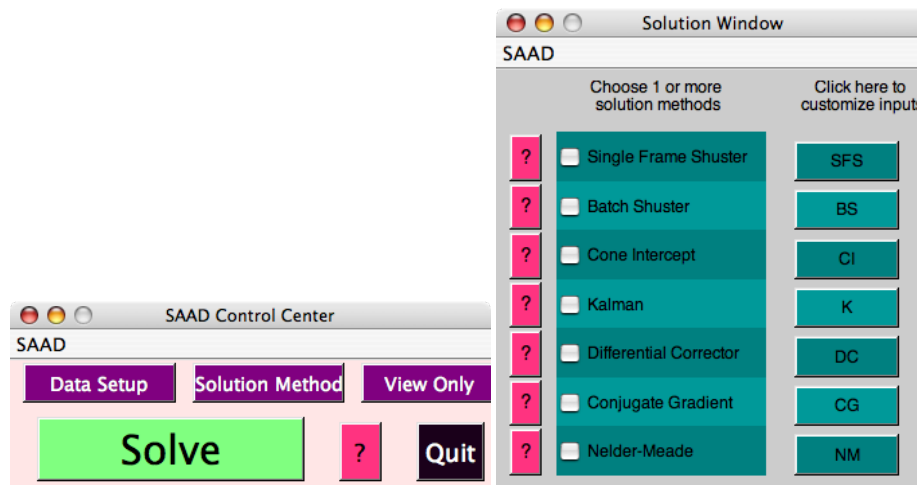 SAAD Control Center
SAAD
Data Setup Solution Method View Only
Solve ? Quit
Solution Window
SAAD
Choose 1 or more
solution methods
Click here to
customize inputs
? Single Frame Shuster SFS
? Batch Shuster BS
? Cone Intercept CI
? Kalman K
? Differential Corrector DC
? Conjugate Gradient CG
? Nelder-Meade NM